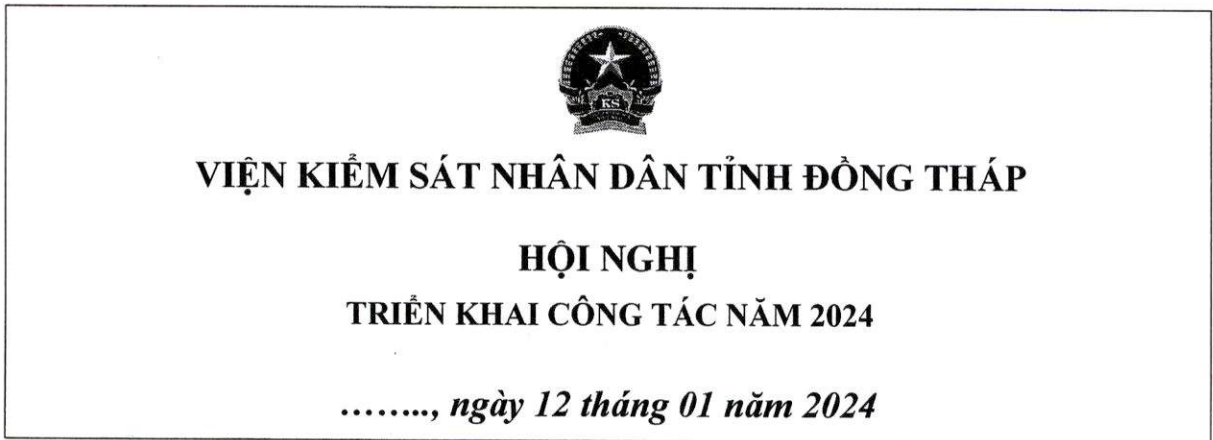 KS
VIỆN KIỂM SÁT NHÂN DÂN TỈNH ĐỒNG THÁP
HỘI NGHỊ
TRIỂN KHAI CÔNG TÁC NĂM 2024
…….., ngày 12 tháng 01 năm 2024